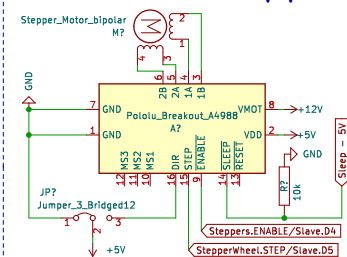 Stepper_Motor_bipolar
M?
M
4 3 1 2
6 5 4 3
2B 2A 1A 1B
GND
7 GND
VMOT 8 +12V
Pololu_Breakout_A4988
A?
1 GND
VDD 2 +5V
MS3 MS2 MS1 DIR STEP ENABLE SLEEP RESET
12 11 10 16 15 9 14 13
GND
R?
10k
Sleep - 5V
JP?
Jumper_3_Bridged12
1 3
2
+5V
Steppers.ENABLE/Slave.D4
StepperWheel.STEP/Slave.D5